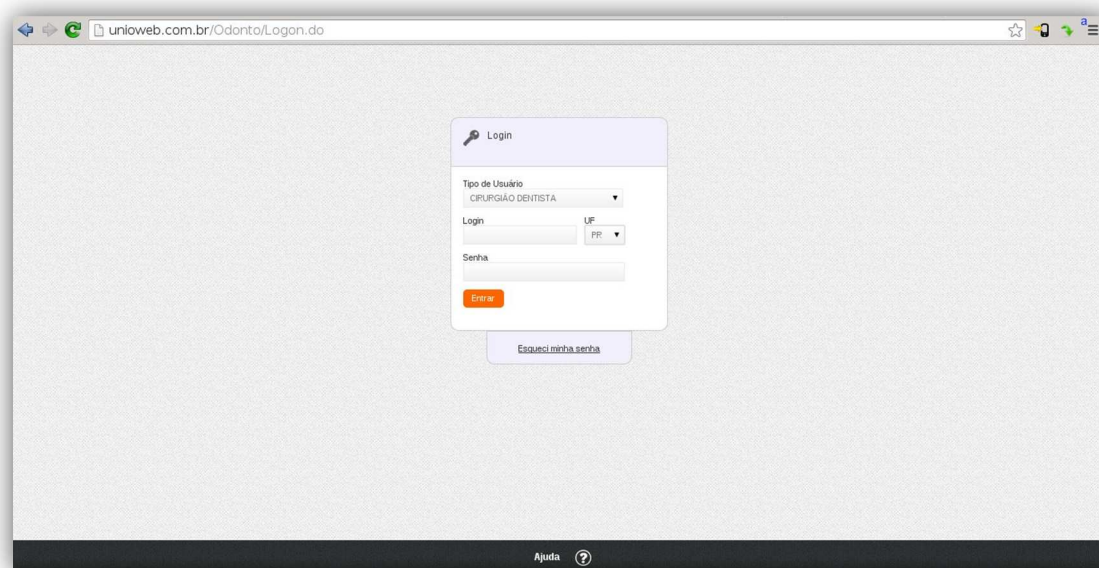 unioweb.com.br/Odonto/Logon.do
a
Login
Tipo de Usuário
CIRURGIÃO DENTISTA
Login UF
PR
Senha
Entrar
Esqueci minha senha
Ajuda ?